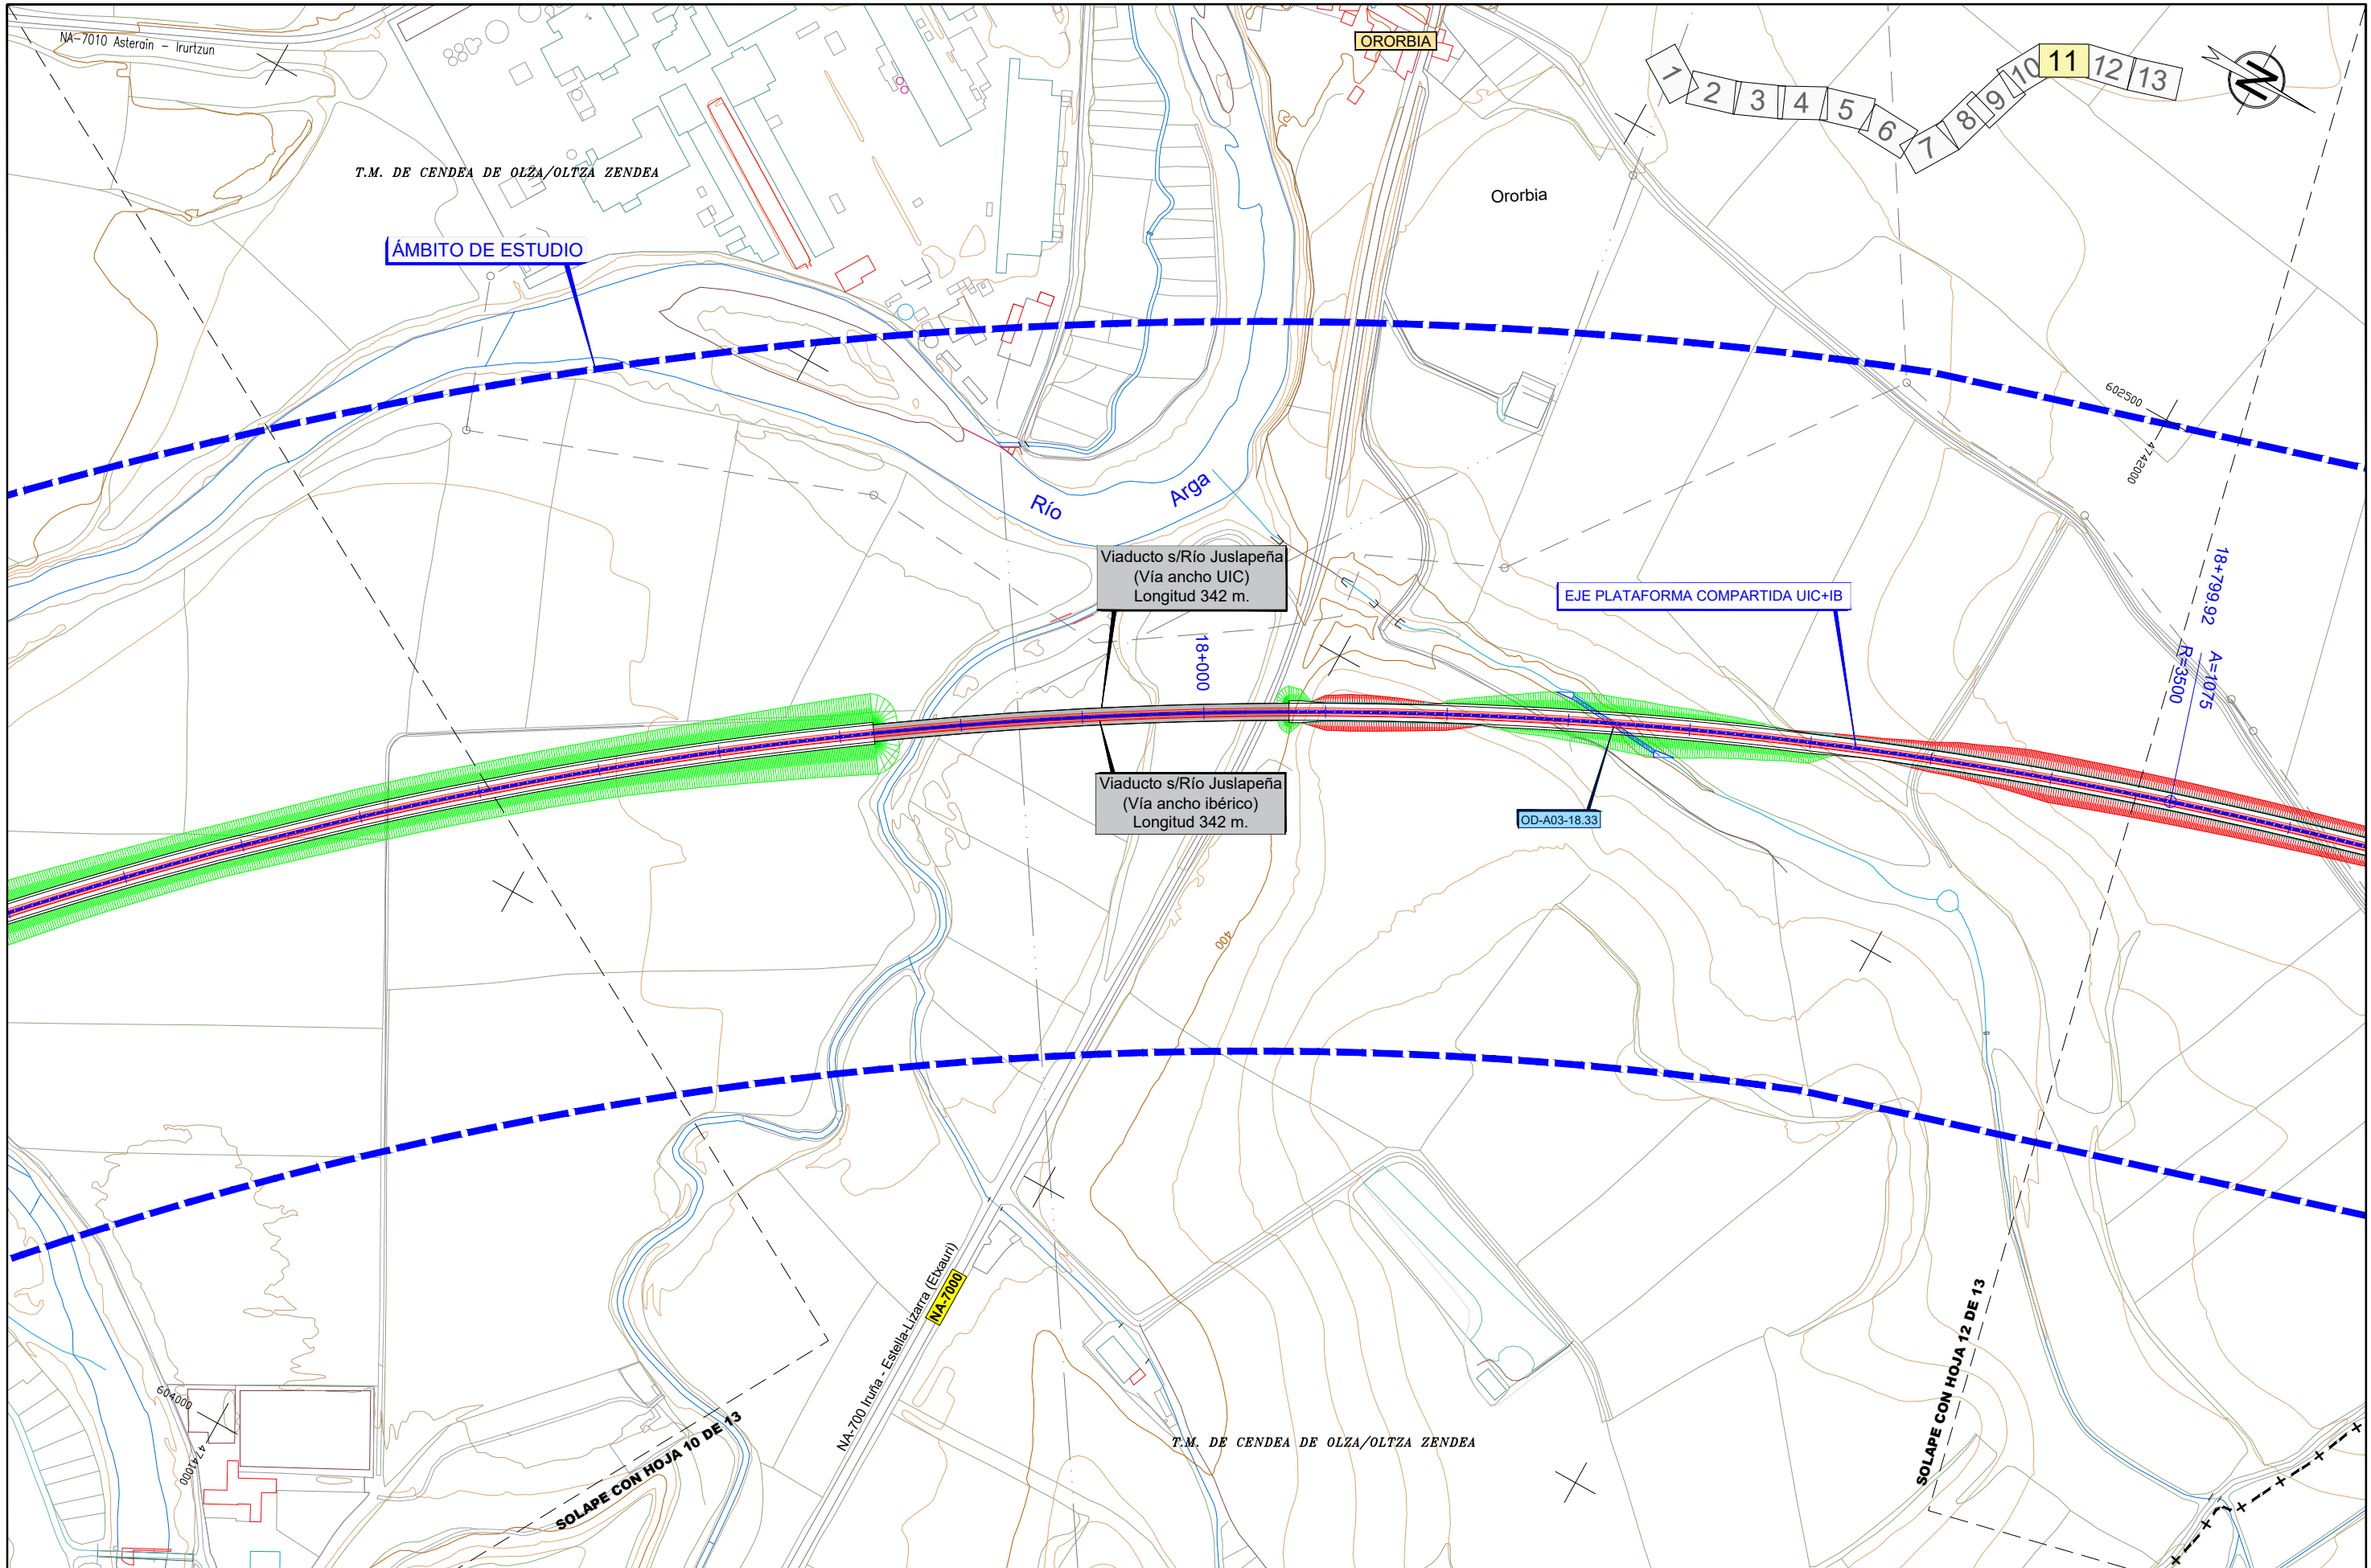 NA-7010 Asterain - Irurtzun
ORORBIA
1
2
3
4
5
6
7
8
9
10
11
12
13
N
T.M. DE CENDEA DE OLZA/OLTZA ZENDEA
Ororbia
ÁMBITO DE ESTUDIO
602500
4742000
Río
Arga
Viaducto s/Río Juslapeña
(Vía ancho UIC)
Longitud 342 m.
18+000
EJE PLATAFORMA COMPARTIDA UIC+IB
18+799.92
A=1075
R=3500
Viaducto s/Río Juslapeña
(Vía ancho ibérico)
Longitud 342 m.
OD-A03-18.33
400
NA-700 Iruña - Estella-Lizarra (Etxauri)
NA-7000
SOLAPE CON HOJA 12 DE 13
604000
4741000
SOLAPE CON HOJA 10 DE 13
T.M. DE CENDEA DE OLZA/OLTZA ZENDEA